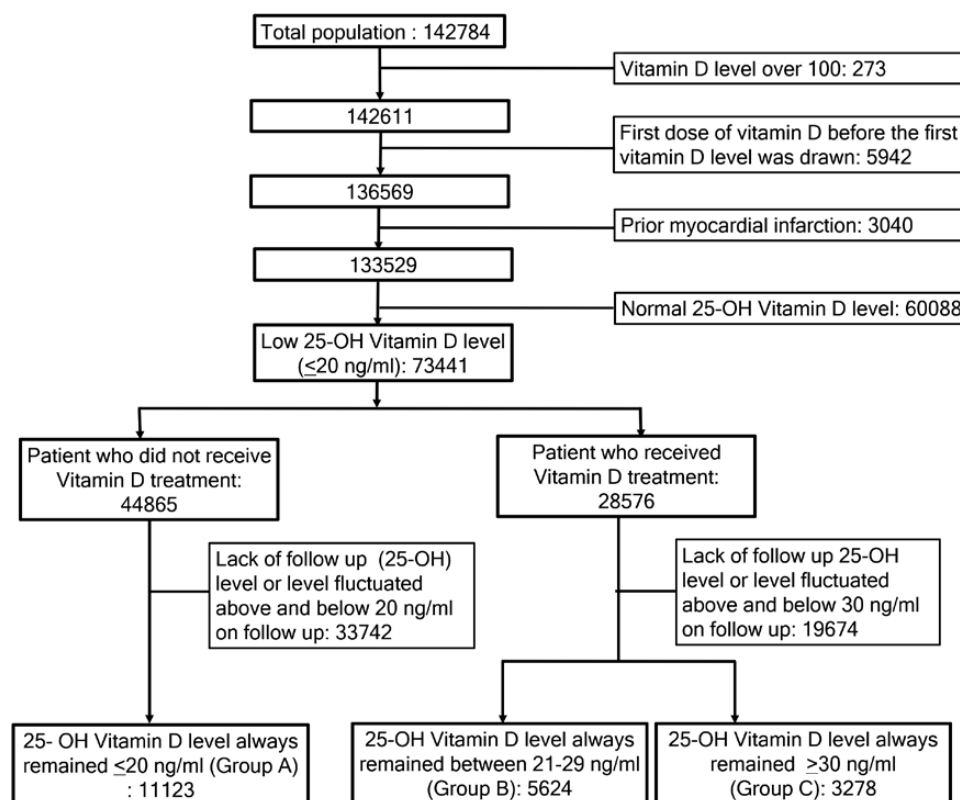 Total population : 142784
Vitamin D level over 100: 273
142611
First dose of vitamin D before the first
vitamin D level was drawn: 5942
136569
Prior myocardial infarction: 3040
133529
Normal 25-OH Vitamin D level: 60088
Low 25-OH Vitamin D level
(≤20 ng/ml): 73441
Patient who did not receive
Vitamin D treatment:
44865
Patient who received
Vitamin D treatment:
28576
Lack of follow up (25-OH)
level or level fluctuated
above and below 20 ng/ml
on follow up: 33742
Lack of follow up 25-OH
level or level fluctuated
above and below 30 ng/ml
on follow up: 19674
25- OH Vitamin D level always
remained ≤20 ng/ml (Group A)
: 11123
25-OH Vitamin D level always
remained between 21-29 ng/ml
(Group B): 5624
25-OH Vitamin D level always
remained ≥30 ng/ml
(Group C): 3278